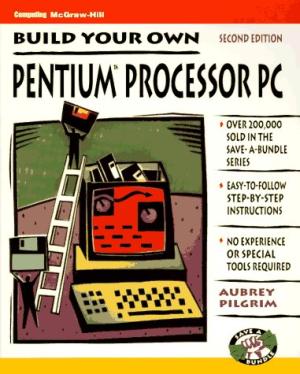 Computing McGraw-Hill
BUILD YOUR OWN
SECOND EDITION
PENTIUM™ PROCESSOR PC
• OVER 200,000
SOLD IN THE
SAVE-A-BUNDLE
SERIES
• EASY-TO-FOLLOW
STEP-BY-STEP
INSTRUCTIONS
• NO EXPERIENCE
OR SPECIAL
TOOLS REQUIRED
AUBREY
PILGRIM
SAVE A
BUNDLE